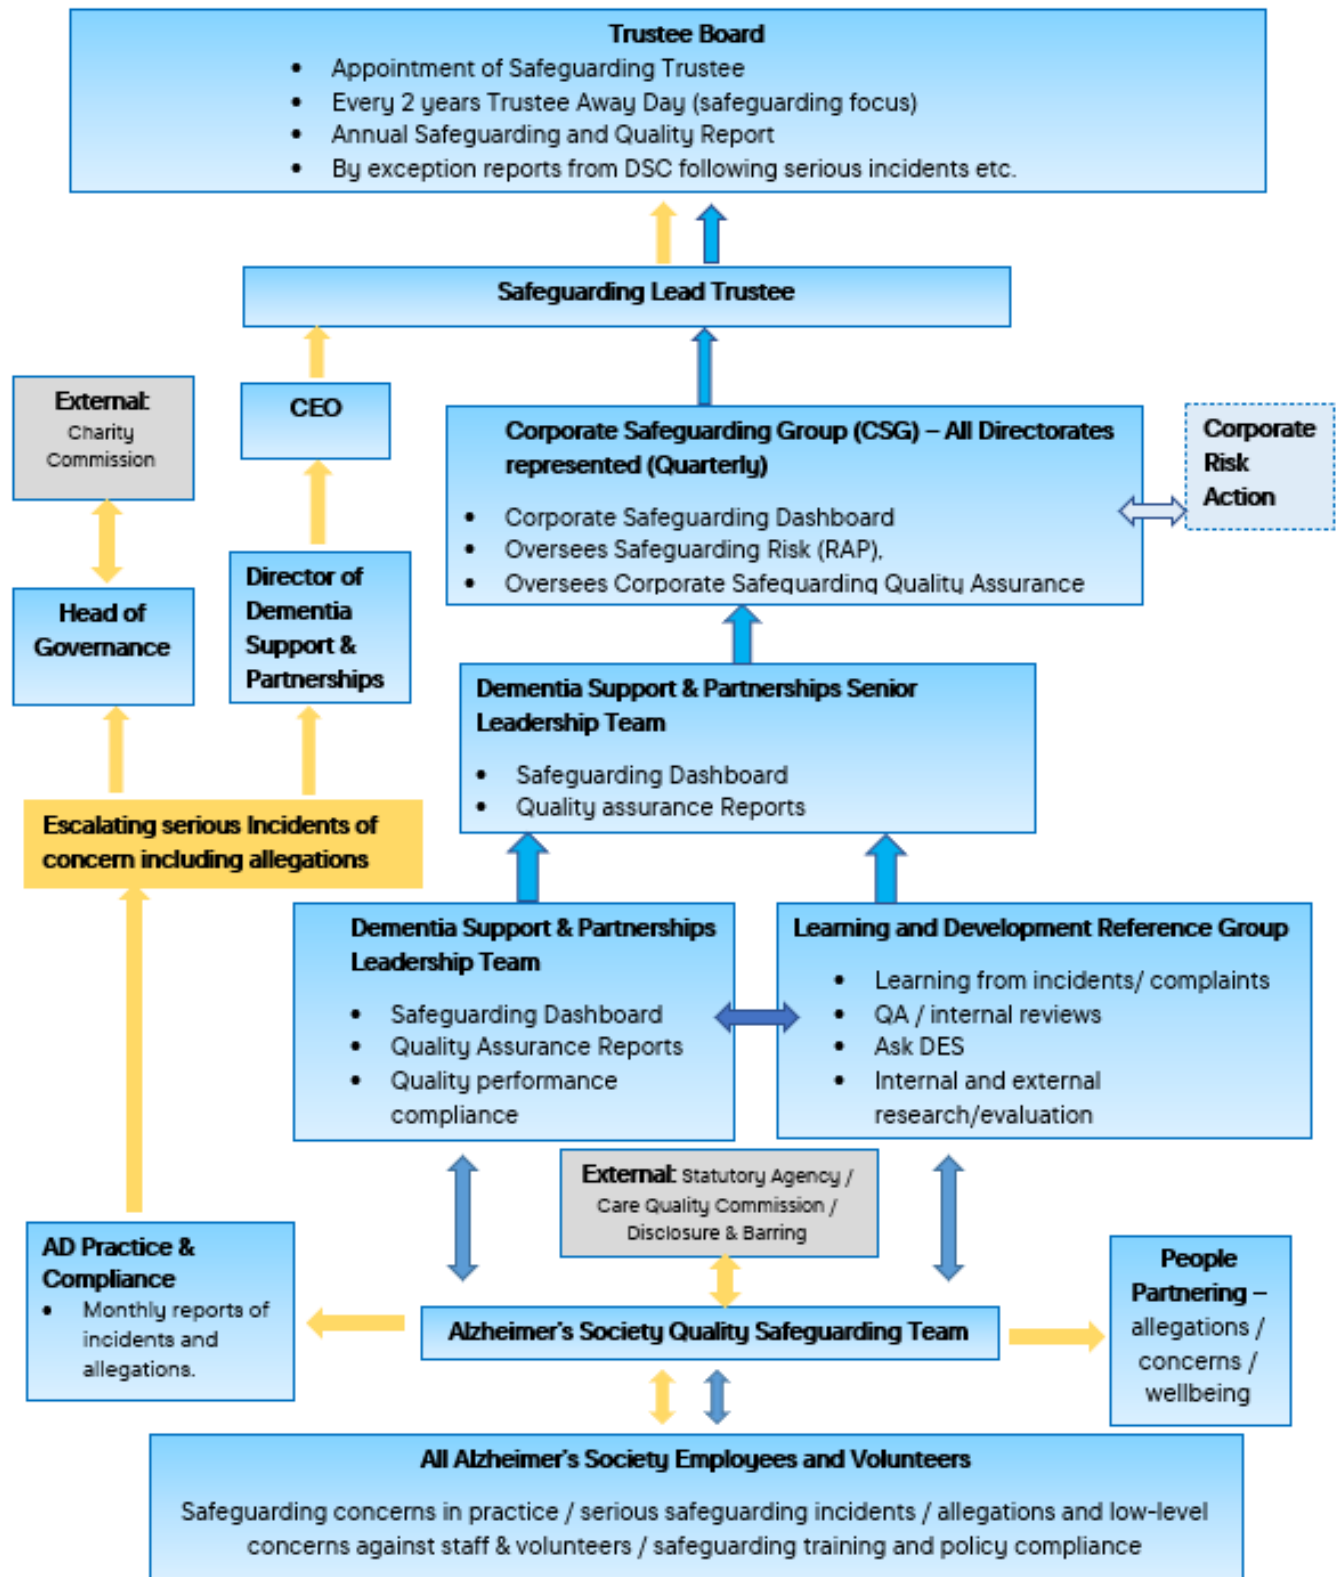 Trustee Board
• Appointment of Safeguarding Trustee
• Every 2 years Trustee Away Day (safeguarding focus)
• Annual Safeguarding and Quality Report
• By exception reports from DSC following serious incidents etc.
Safeguarding Lead Trustee
External:
Charity
Commission
CEO
Corporate Safeguarding Group (CSG) – All Directorates
represented (Quarterly)
• Corporate Safeguarding Dashboard
• Oversees Safeguarding Risk (RAP),
• Oversees Corporate Safeguarding Quality Assurance
Corporate
Risk
Action
Head of
Governance
Director of
Dementia
Support &
Partnerships
Dementia Support & Partnerships Senior
Leadership Team
• Safeguarding Dashboard
• Quality assurance Reports
Escalating serious Incidents of
concern including allegations
Dementia Support & Partnerships
Leadership Team
• Safeguarding Dashboard
• Quality Assurance Reports
• Quality performance
compliance
Learning and Development Reference Group
• Learning from incidents/ complaints
• QA / internal reviews
• Ask DES
• Internal and external
research/evaluation
External: Statutory Agency /
Care Quality Commission /
Disclosure & Barring
AD Practice &
Compliance
• Monthly reports of
incidents and
allegations.
Alzheimer's Society Quality Safeguarding Team
People
Partnering –
allegations /
concerns /
wellbeing
All Alzheimer's Society Employees and Volunteers
Safeguarding concerns in practice / serious safeguarding incidents / allegations and low-level
concerns against staff & volunteers / safeguarding training and policy compliance